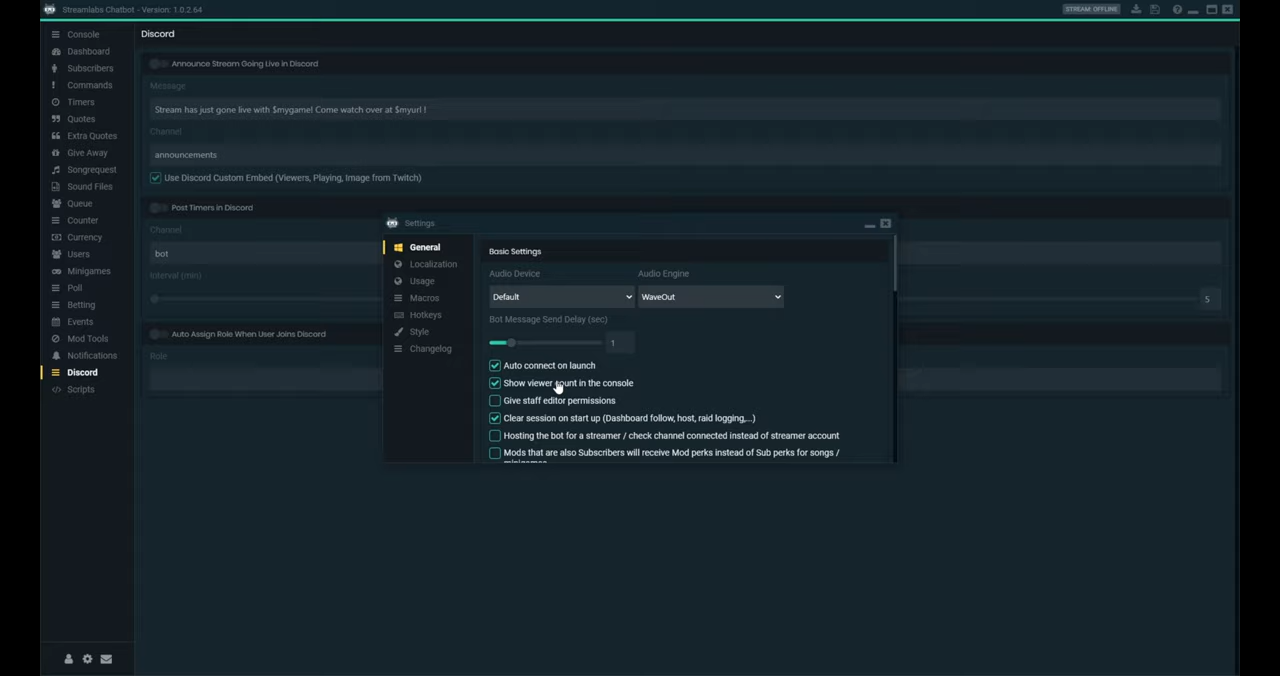 Streamlabs Chatbot - Version: 1.0.2.64
STREAM: OFFLINE
Console
Dashboard
Subscribers
Commands
Timers
Quotes
Extra Quotes
Give Away
Songrequest
Sound Files
Queue
Counter
Currency
Users
Minigames
Poll
Betting
Events
Mod Tools
Notifications
Discord
Scripts
Discord
Announce Stream Going Live in Discord
Message
Stream has just gone live with $mygame! Come watch over at $myurl !
Channel
announcements
Use Discord Custom Embed (Viewers, Playing, Image from Twitch)
Post Timers in Discord
Channel
bot
Interval (min)
5
Auto Assign Role When User Joins Discord
Role
Settings
General
Localization
Usage
Macros
Hotkeys
Style
Changelog
Basic Settings
Audio Device
Audio Engine
Default
WaveOut
Bot Message Send Delay (sec)
1
Auto connect on launch
Show viewer count in the console
Give staff editor permissions
Clear session on start up (Dashboard follow, host, raid logging,...)
Hosting the bot for a streamer / check channel connected instead of streamer account
Mods that are also Subscribers will receive Mod perks instead of Sub perks for songs /
minigames